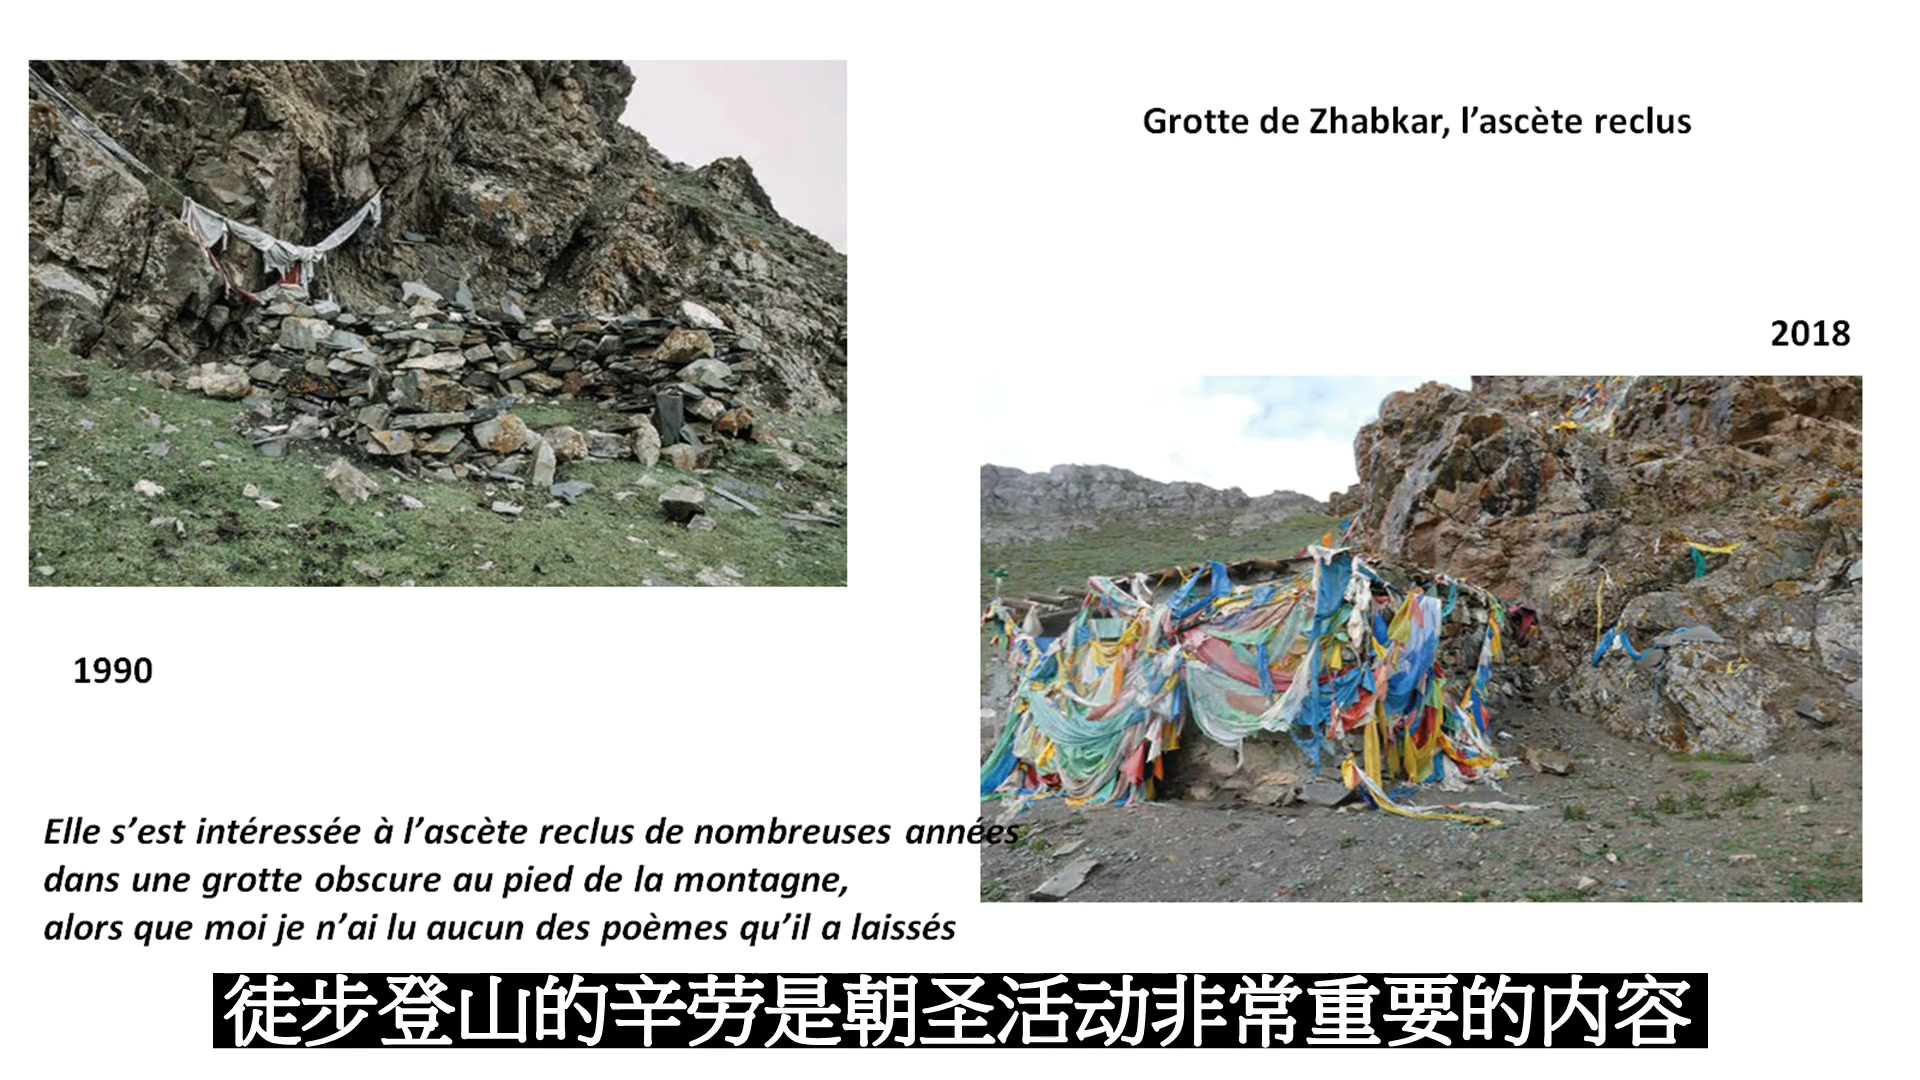 Grotte de Zhabkar, l’ascète reclus
2018
1990
Elle s’est intéressée à l’ascète reclus de nombreuses années
dans une grotte obscure au pied de la montagne,
alors que moi je n’ai lu aucun des poèmes qu’il a laissés
徒步登山的辛劳是朝圣活动非常重要的内容